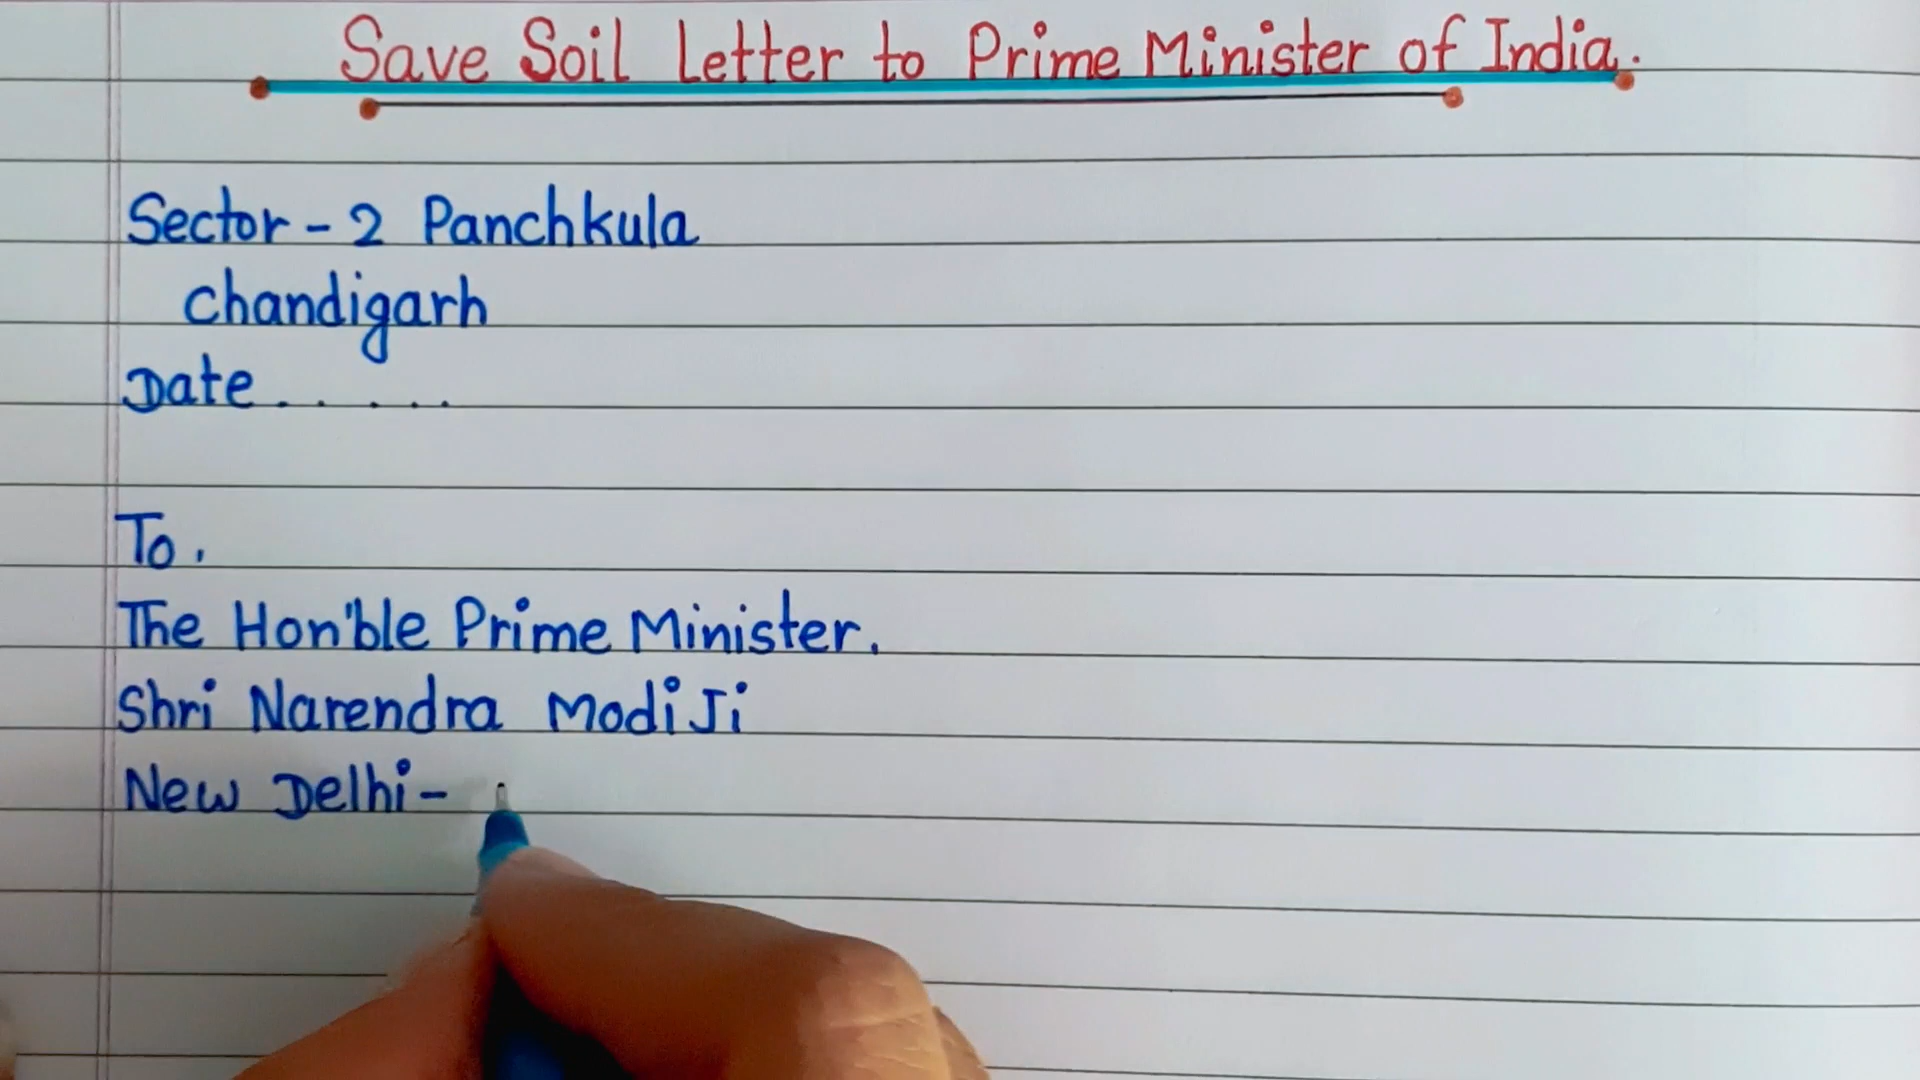 Save Soil Letter to Prime Minister of India.
Sector - 2 Panchkula
Chandigarh
Date . . . . .
To,
The Hon'ble Prime Minister.
Shri Narendra Modi Ji
New Delhi -